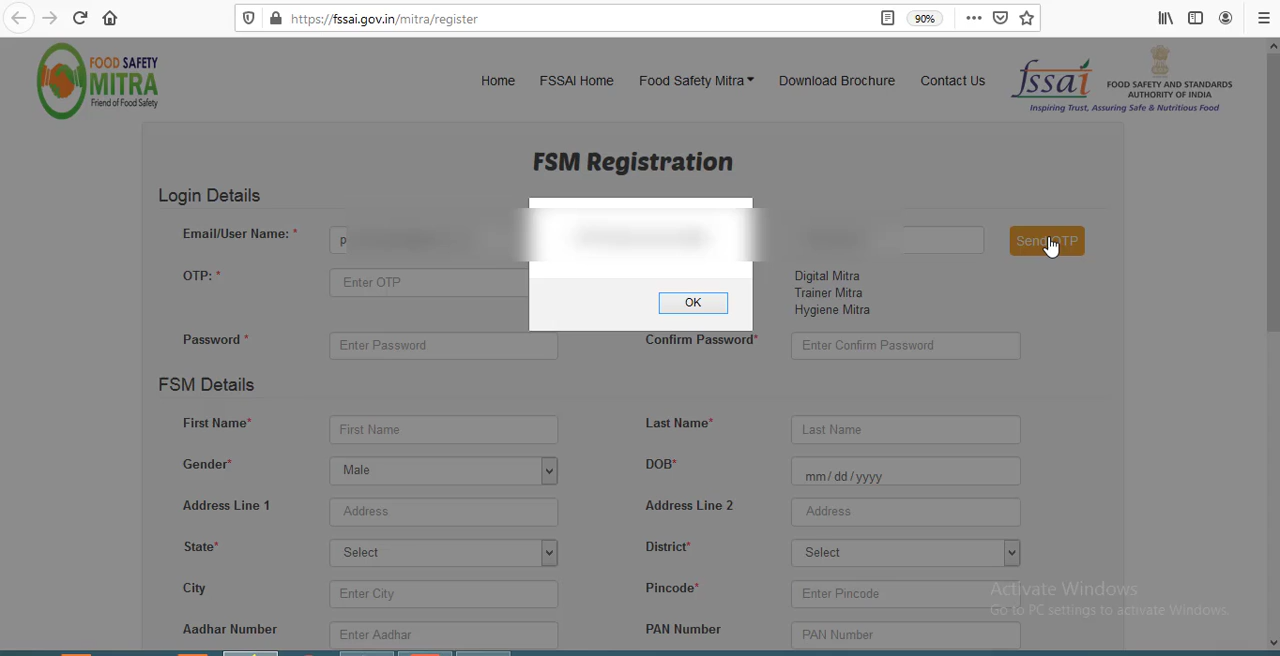 https://fssai.gov.in/mitra/register
90%
FOOD SAFETY
MITRA
Friend of Food Safety
Home
FSSAI Home
Food Safety Mitra
Download Brochure
Contact Us
fssai
FOOD SAFETY AND STANDARDS
AUTHORITY OF INDIA
Inspiring Trust, Assuring Safe & Nutritious Food
FSM Registration
Login Details
Email/User Name: *
p
Send OTP
OTP: *
Enter OTP
Digital Mitra
Trainer Mitra
Hygiene Mitra
OK
Password *
Enter Password
Confirm Password*
Enter Confirm Password
FSM Details
First Name*
First Name
Last Name*
Last Name
Gender*
Male
DOB*
mm/dd/yyyy
Address Line 1
Address
Address Line 2
Address
State*
Select
District*
Select
City
Enter City
Pincode*
Enter Pincode
Aadhar Number
Enter Aadhar
PAN Number
PAN Number
Activate Windows
Go to PC settings to activate Windows.